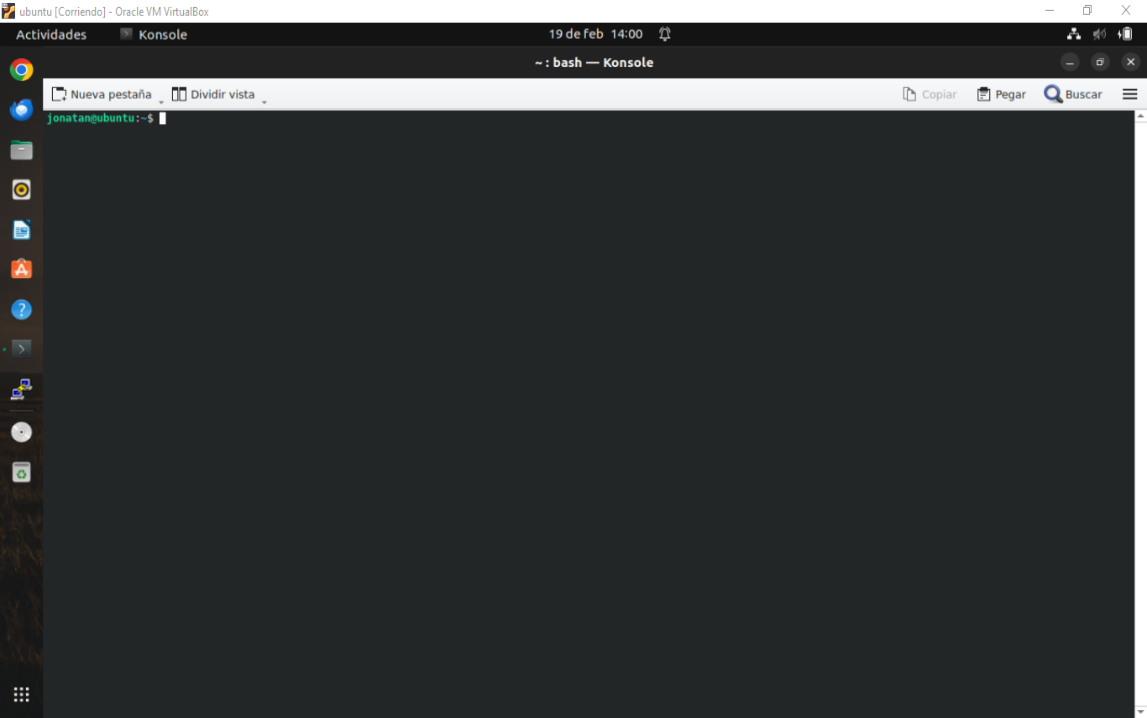 ubuntu [Corriendo] - Oracle VM VirtualBox
Actividades Konsole 19 de feb 14:00
~ : bash — Konsole
Nueva pestaña Dividir vista Copiar Pegar Buscar
jonatan@ubuntu:~$